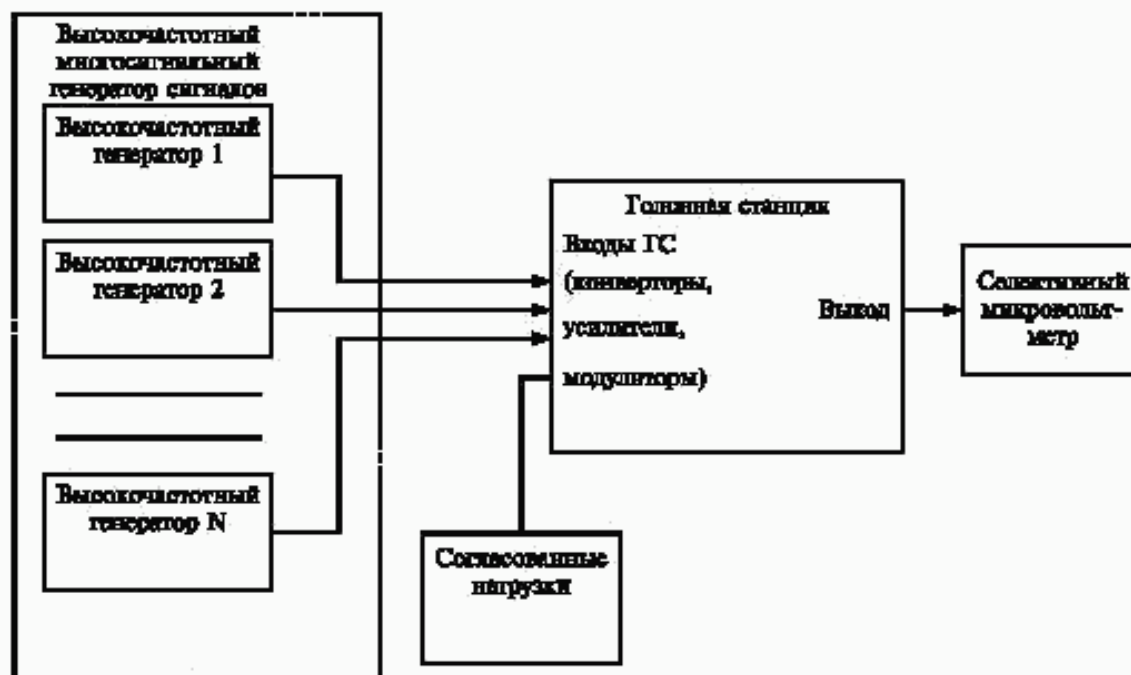 Высокочастотный
многосигнальный
генератор сигналов
Высокочастотный
генератор 1
Высокочастотный
генератор 2
Высокочастотный
генератор N
Головная станция
Входы ГС
(конверторы,
усилители,
модуляторы)
Выход
Согласованные
нагрузки
Селективный
микровольт-
метр